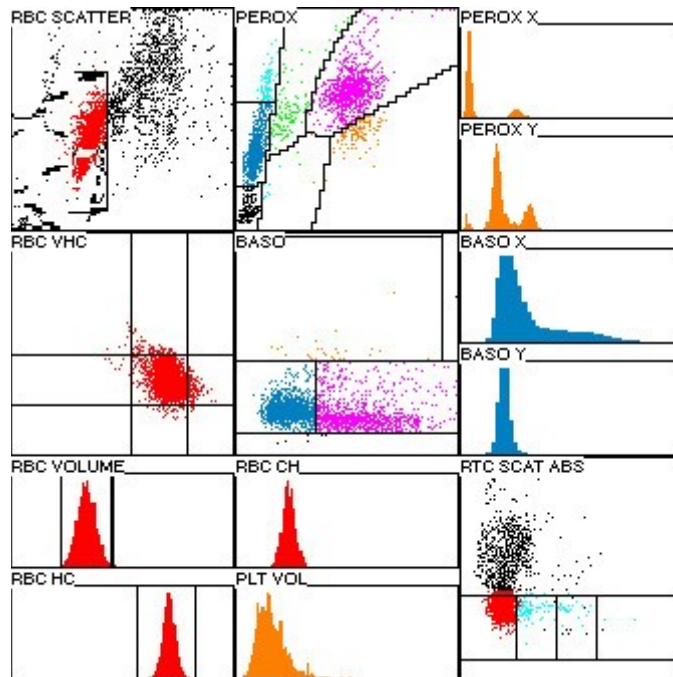 RBC SCATTER
PEROX
PEROX X
PEROX Y
RBC VHC
BASO
BASO X
BASO Y
RBC VOLUME
RBC CH
RTC SCAT ABS
RBC HC
PLT VOL